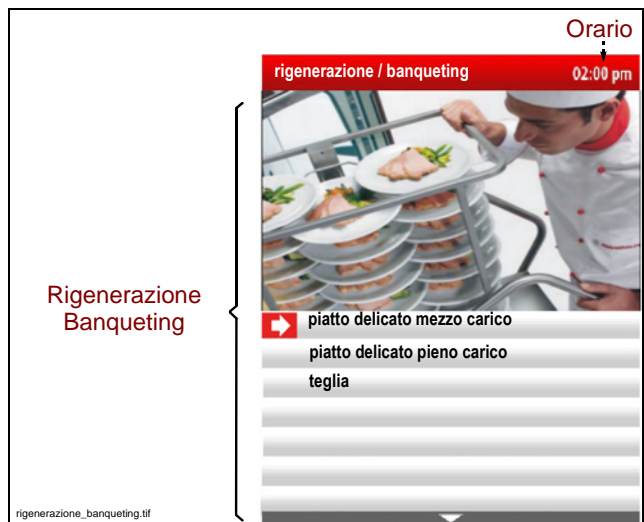 Orario
rigenerazione / banqueting
02:00 pm
Rigenerazione
Banqueting
piatto delicato mezzo carico
piatto delicato pieno carico
teglia
rigenerazione_banqueting.tif